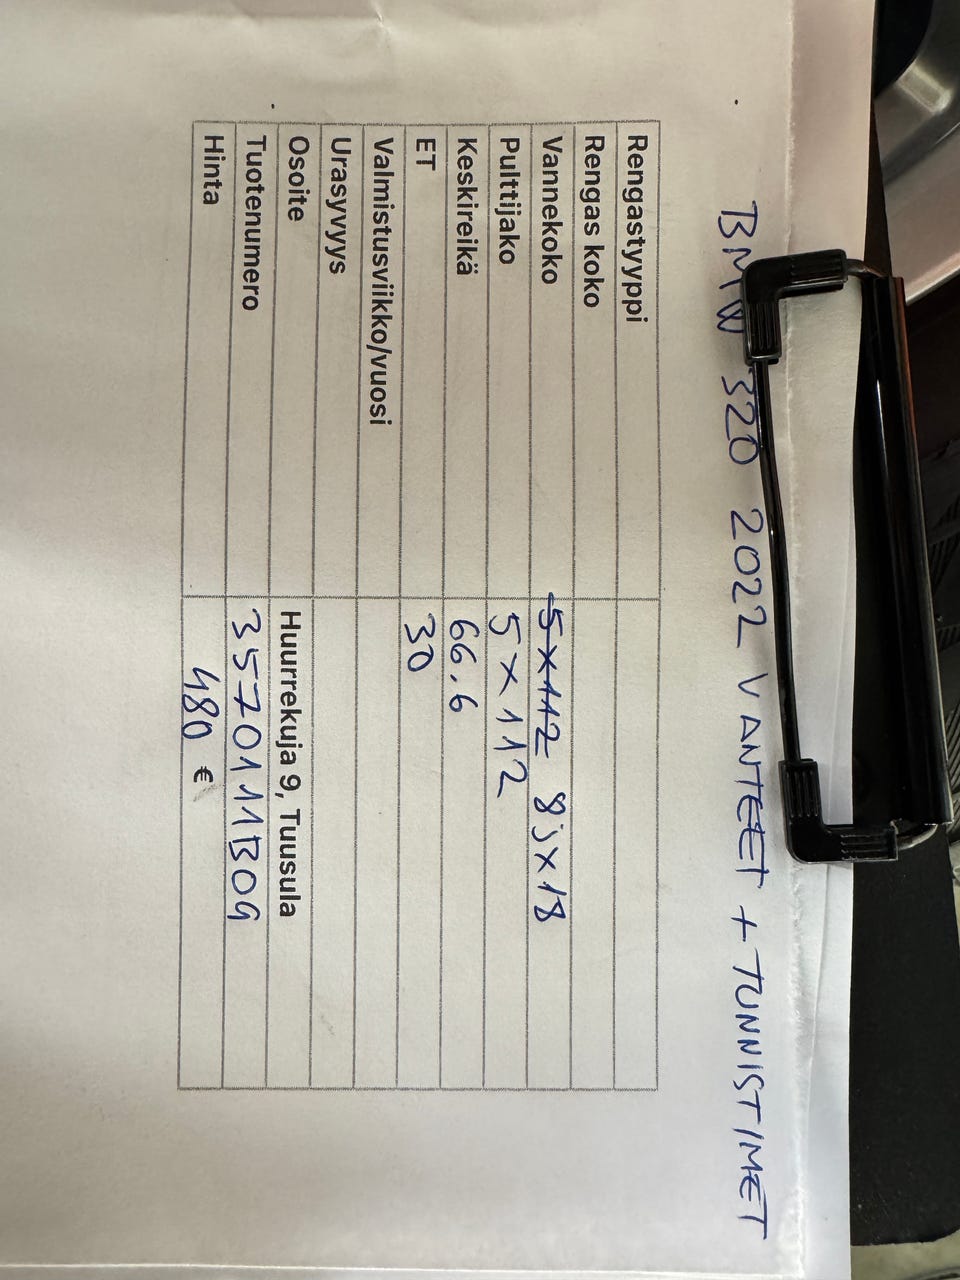 BMW 320 2022 VANTEET + TUNNISTIMET
Rengastyyppi
Rengas koko
Vannekoko 5x112 8jx18
Pulttijako 5x112
Keskireikä 66.6
ET 30
Valmistusviikko/vuosi
Urasyvyys
Osoite Huurrekuja 9, Tuusula
Tuotenumero 3570111B09
Hinta 480 €